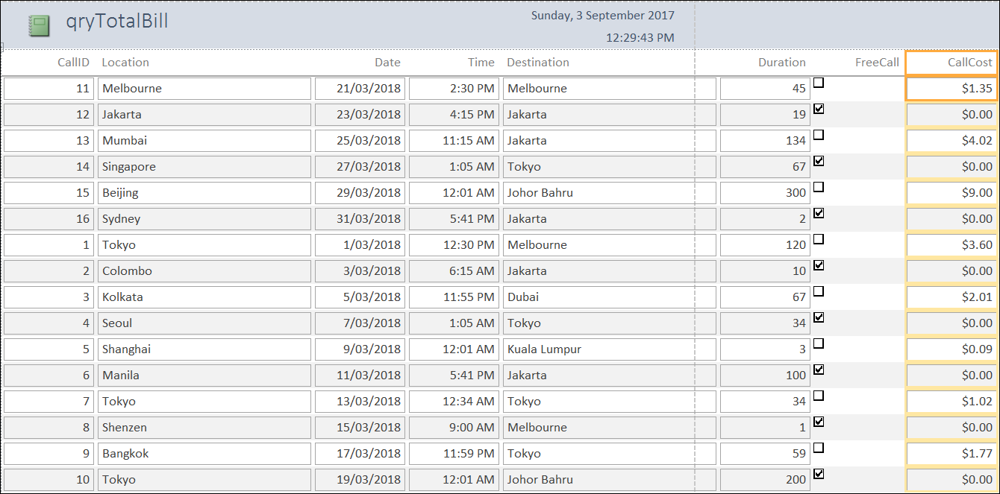 qryTotalBill Sunday, 3 September 2017
12:29:43 PM
CallID Location Date Time Destination Duration FreeCall CallCost
11 Melbourne 21/03/2018 2:30 PM Melbourne 45 $1.35
12 Jakarta 23/03/2018 4:15 PM Jakarta 19 $0.00
13 Mumbai 25/03/2018 11:15 AM Jakarta 134 $4.02
14 Singapore 27/03/2018 1:05 AM Tokyo 67 $0.00
15 Beijing 29/03/2018 12:01 AM Johor Bahru 300 $9.00
16 Sydney 31/03/2018 5:41 PM Jakarta 2 $0.00
1 Tokyo 1/03/2018 12:30 PM Melbourne 120 $3.60
2 Colombo 3/03/2018 6:15 AM Jakarta 10 $0.00
3 Kolkata 5/03/2018 11:55 PM Dubai 67 $2.01
4 Seoul 7/03/2018 1:05 AM Tokyo 34 $0.00
5 Shanghai 9/03/2018 12:01 AM Kuala Lumpur 3 $0.09
6 Manila 11/03/2018 5:41 PM Jakarta 100 $0.00
7 Tokyo 13/03/2018 12:34 AM Tokyo 34 $1.02
8 Shenzen 15/03/2018 9:00 AM Melbourne 1 $0.00
9 Bangkok 17/03/2018 11:59 PM Tokyo 59 $1.77
10 Tokyo 19/03/2018 12:01 AM Johor Bahru 200 $0.00